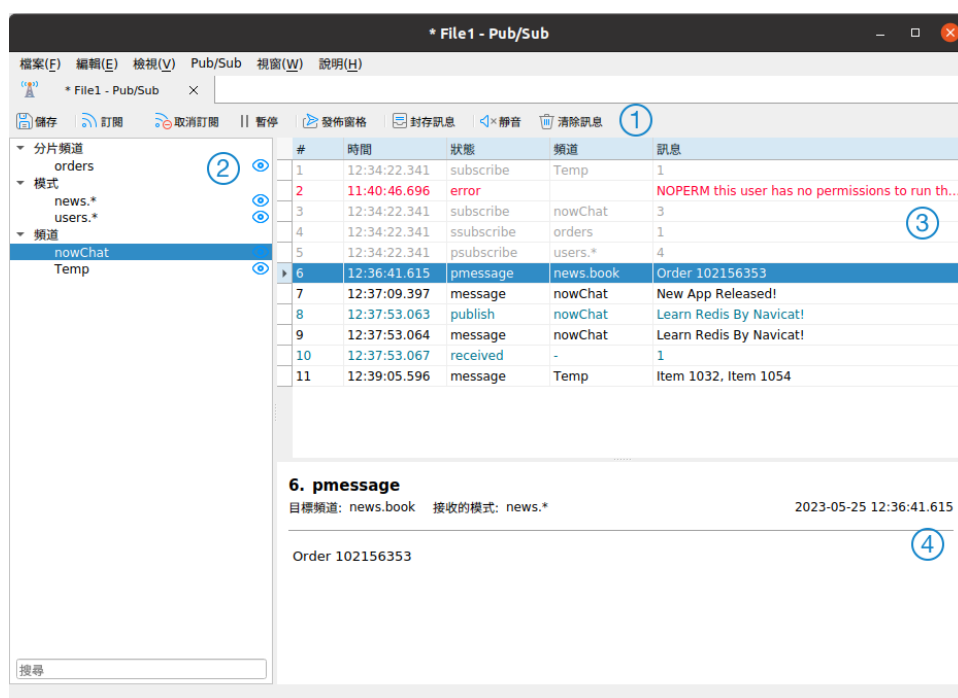 * File1 - Pub/Sub
檔案(F) 編輯(E) 檢視(V) Pub/Sub 視窗(W) 說明(H)
* File1 - Pub/Sub
儲存 訂閱 取消訂閱 暫停 發佈窗格 封存訊息 靜音 清除訊息 1
分片頻道
orders
2
模式
news.*
users.*
頻道
nowChat
Temp
搜尋
# 時間 狀態 頻道 訊息
1 12:34:22.341 subscribe Temp 1
2 11:40:46.696 error NOPERM this user has no permissions to run th...
3 12:34:22.341 subscribe nowChat 3
3
4 12:34:22.341 ssubscribe orders 1
5 12:34:22.341 psubscribe users.* 4
6 12:36:41.615 pmessage news.book Order 102156353
7 12:37:09.397 message nowChat New App Released!
8 12:37:53.063 publish nowChat Learn Redis By Navicat!
9 12:37:53.064 message nowChat Learn Redis By Navicat!
10 12:37:53.067 received - 1
11 12:39:05.596 message Temp Item 1032, Item 1054
6. pmessage
目標頻道: news.book 接收的模式: news.* 2023-05-25 12:36:41.615
4
Order 102156353